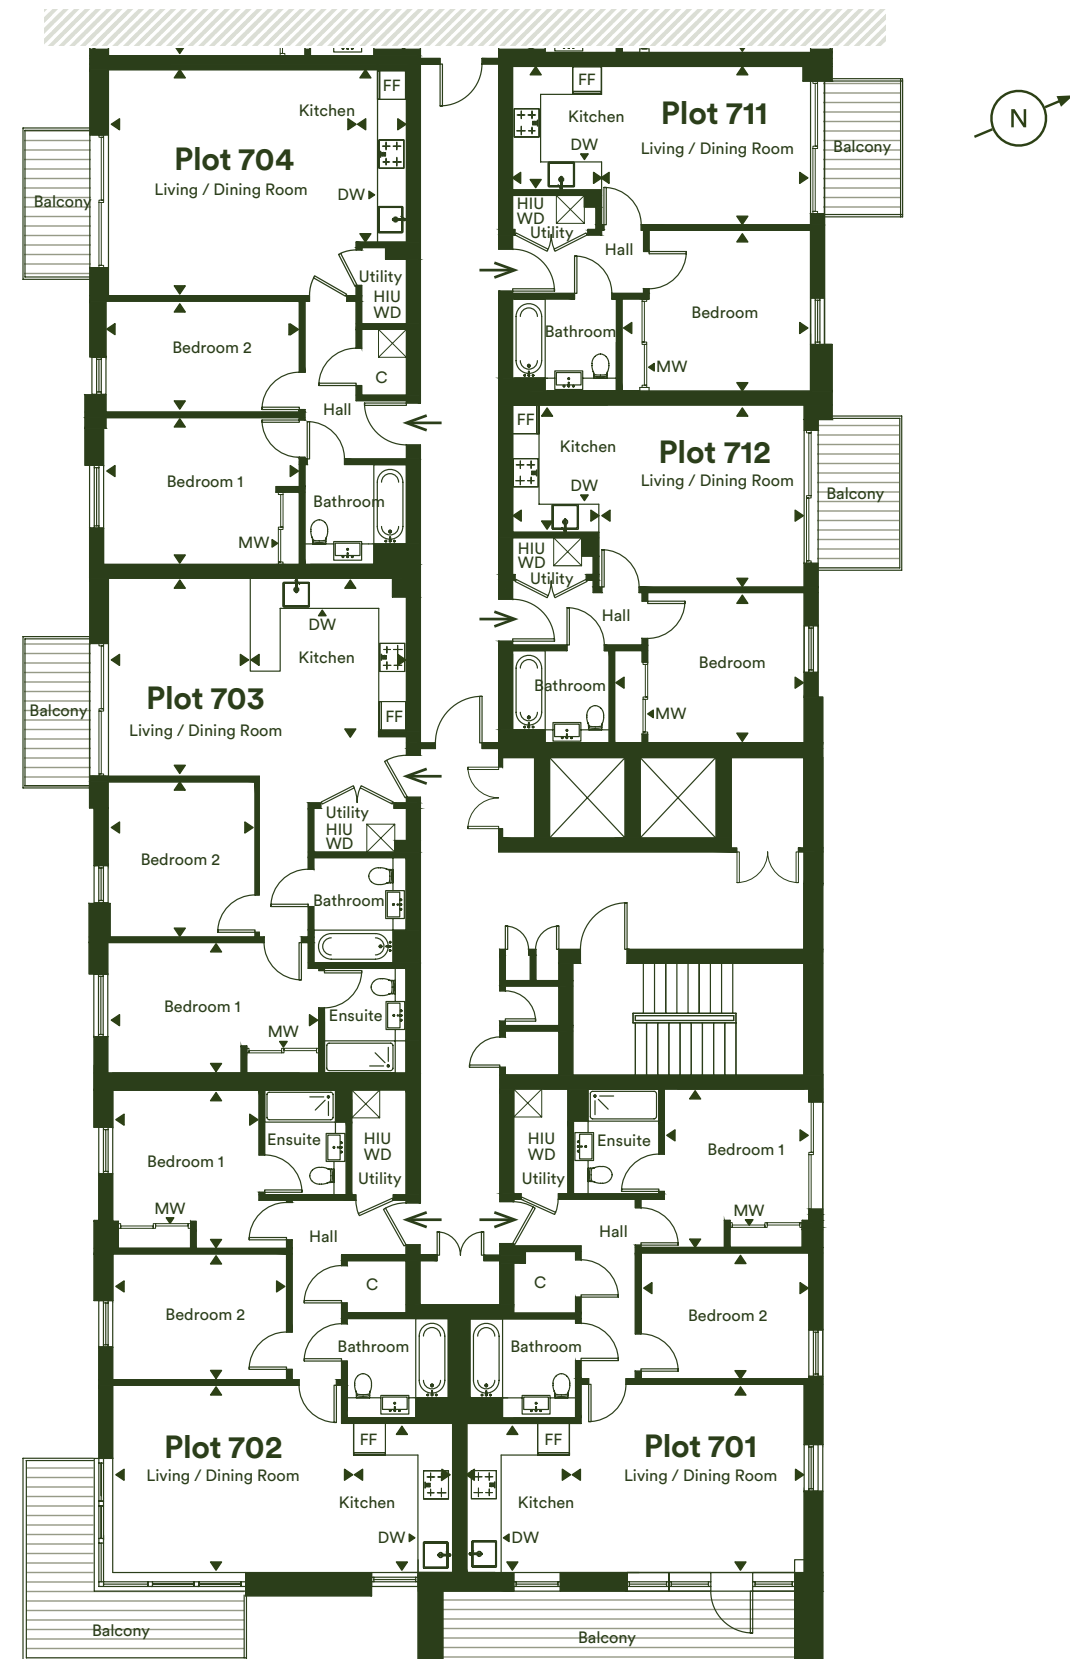 FF
Kitchen
Plot 704
Living / Dining Room
DW
Balcony
Utility
HIU
WD
Bedroom 2
C
Hall
Bedroom 1
Bathroom
MW
FF
Kitchen
Plot 711
Living / Dining Room
DW
Balcony
HIU
WD
Utility
Hall
Bedroom
Bathroom
MW
N
FF
Kitchen
Plot 712
Living / Dining Room
DW
Balcony
HIU
WD
Utility
Hall
Bedroom
Bathroom
MW
DW
Kitchen
Plot 703
Living / Dining Room
Balcony
FF
Utility
HIU
WD
Bedroom 2
Bathroom
Bedroom 1
Ensuite
MW
Ensuite
HIU
WD
Bedroom 1
Utility
MW
Hall
C
Bedroom 2
Bathroom
Plot 702
FF
Living / Dining Room
Kitchen
DW
Balcony
HIU
WD
Ensuite
Bedroom 1
Utility
MW
Hall
C
Bedroom 2
Bathroom
FF
Plot 701
Living / Dining Room
Kitchen
DW
Balcony